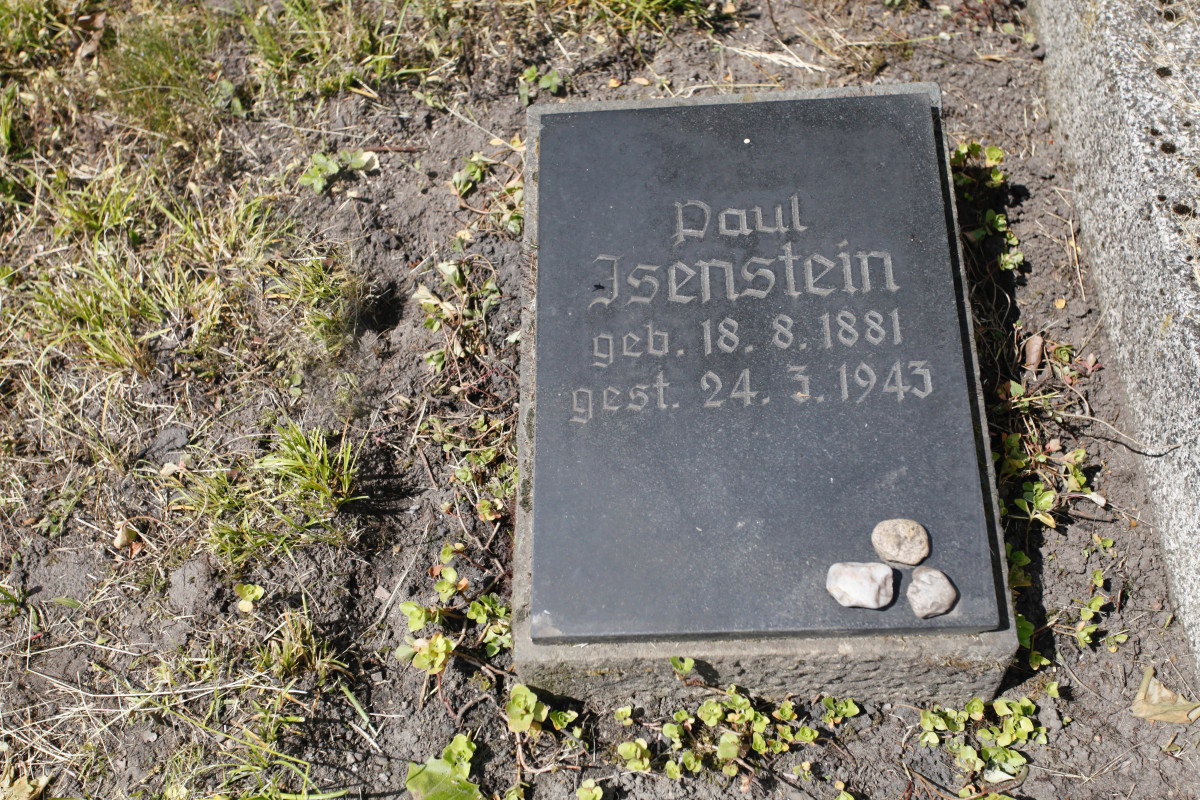 Paul
Isenstein
geb. 18. 8. 1881
gest. 24. 3. 1943